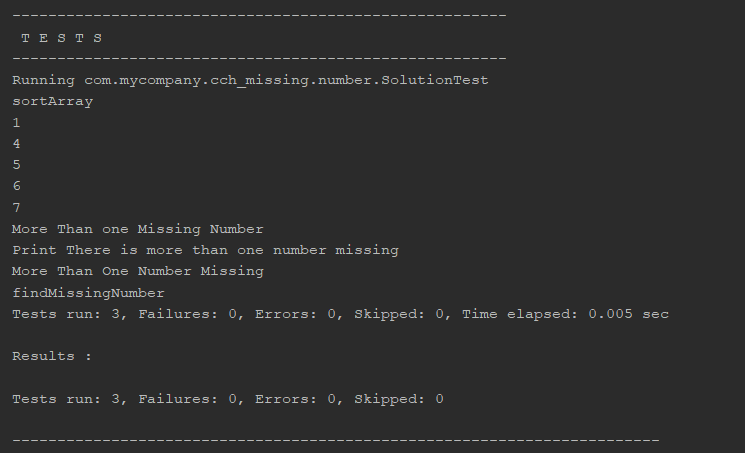 -------------------------------------------------------
T E S T S
-------------------------------------------------------
Running com.mycompany.cch_missing.number.SolutionTest
sortArray
1
4
5
6
7
More Than one Missing Number
Print There is more than one number missing
More Than One Number Missing
findMissingNumber
Tests run: 3, Failures: 0, Errors: 0, Skipped: 0, Time elapsed: 0.005 sec
Results :
Tests run: 3, Failures: 0, Errors: 0, Skipped: 0
------------------------------------------------------------------------